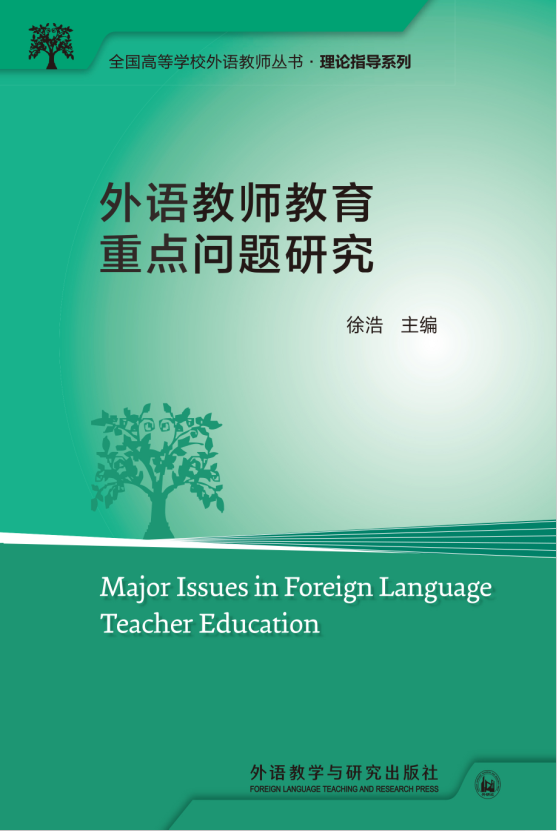 全国高等学校外语教师丛书·理论指导系列
外语教师教育
重点问题研究
徐浩 主编
Major Issues in Foreign Language
Teacher Education
外语教学与研究出版社
FOREIGN LANGUAGE TEACHING AND RESEARCH PRESS